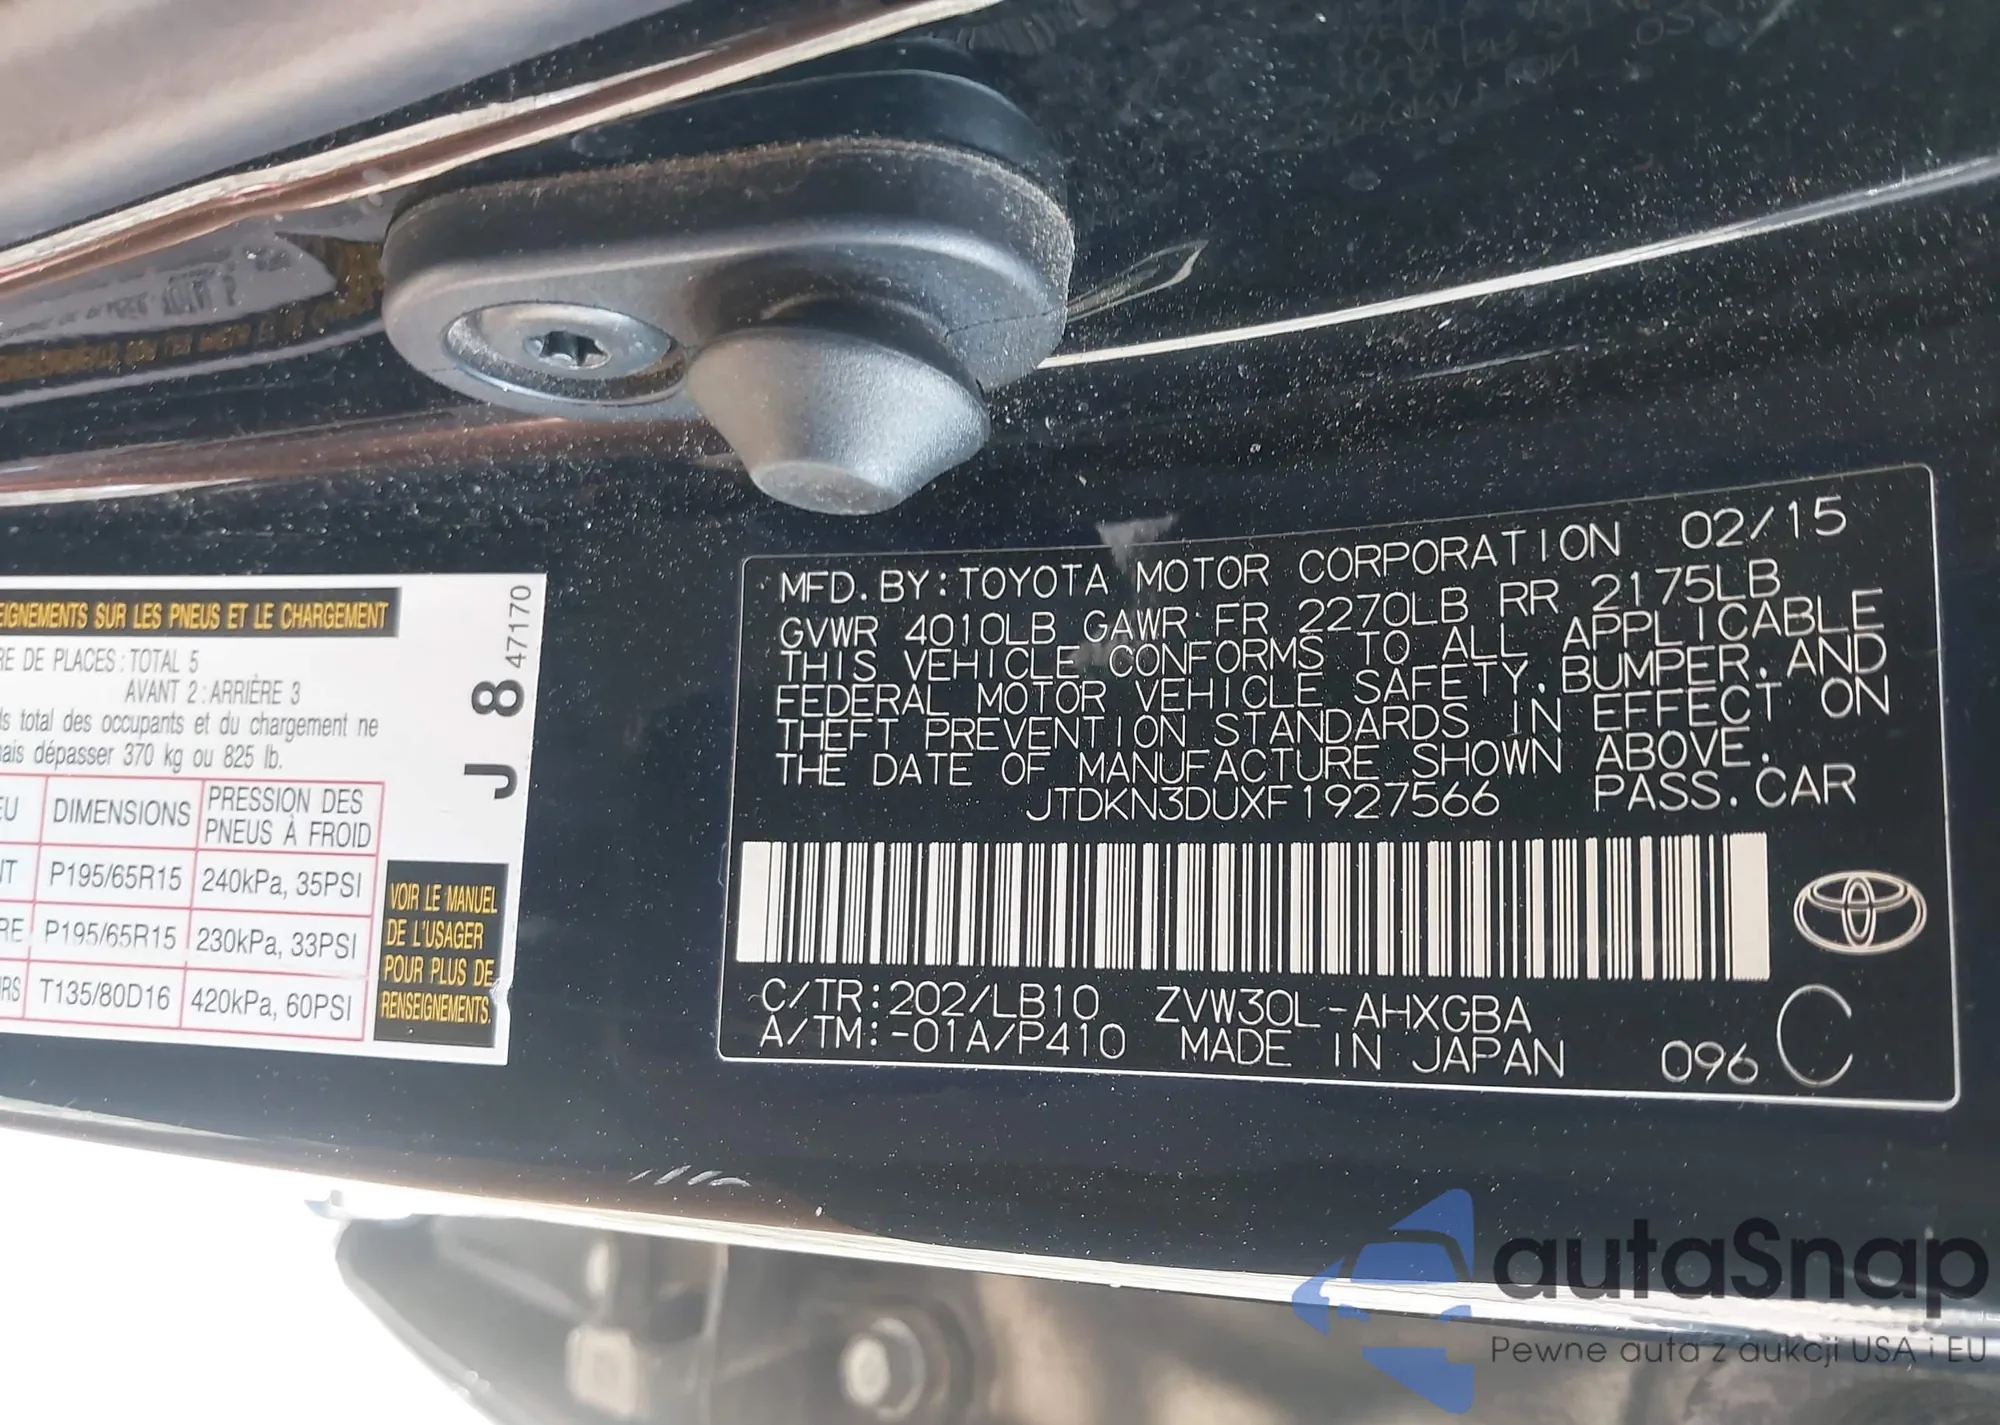 EIGNEMENTS SUR LES PNEUS ET LE CHARGEMENT
RE DE PLACES : TOTAL 5
AVANT 2 : ARRIÈRE 3
ds total des occupants et du chargement ne
mais dépasser 370 kg ou 825 lb.
EU DIMENSIONS PRESSION DES PNEUS À FROID
NT P195/65R15 240kPa, 35PSI
RE P195/65R15 230kPa, 33PSI
RS T135/80D16 420kPa, 60PSI
VOIR LE MANUEL
DE L'USAGER
POUR PLUS DE
RENSEIGNEMENTS.
J 8 47170
MFD. BY: TOYOTA MOTOR CORPORATION 02/15
GVWR 4010LB GAWR FR 2270LB RR 2175LB
THIS VEHICLE CONFORMS TO ALL APPLICABLE
FEDERAL MOTOR VEHICLE SAFETY, BUMPER, AND
THEFT PREVENTION STANDARDS IN EFFECT ON
THE DATE OF MANUFACTURE SHOWN ABOVE.
JTDKN3DUXF1927566 PASS. CAR
C/TR: 202/LB10 ZVW30L-AHXGBA
A/TM: -01A/P410 MADE IN JAPAN 096 C
autaSnap
Pewne auta z aukcji USA i EU